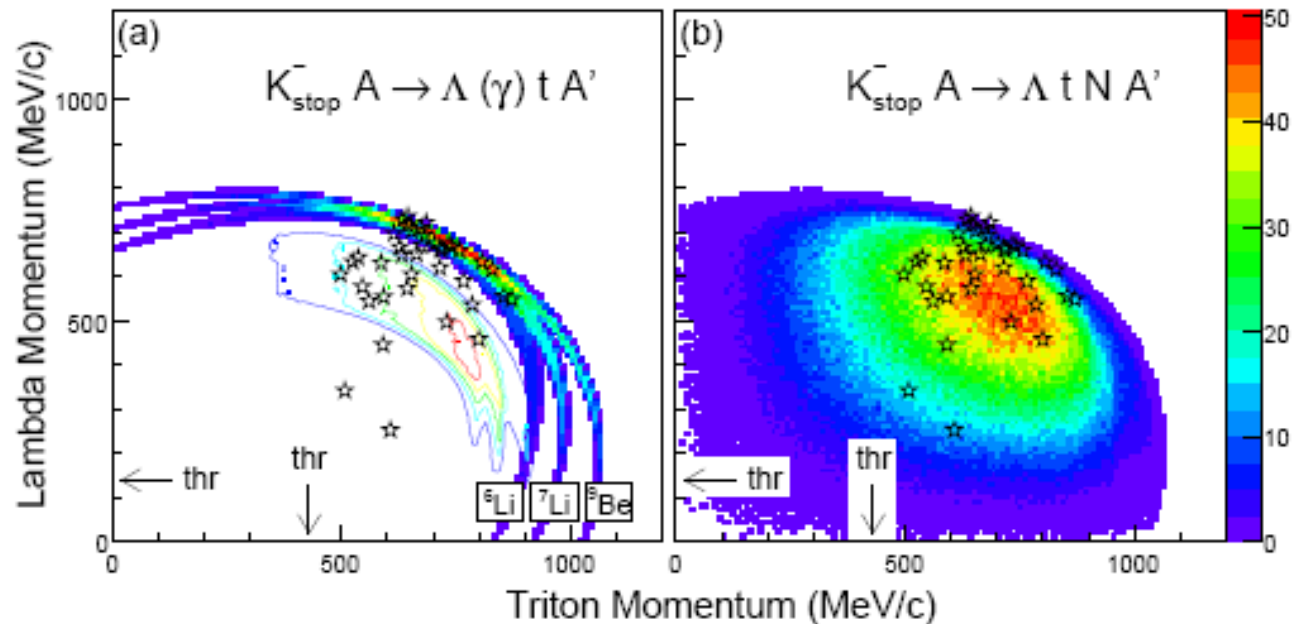 (a)
K⁻stop A → Λ (γ) t A'
(b)
K⁻stop A → Λ t N A'
Lambda Momentum (MeV/c)
1000
500
0
thr
thr
⁶Li
⁷Li
⁹Be
thr
thr
0
500
1000
0
500
1000
Triton Momentum (MeV/c)
50
40
30
20
10
0